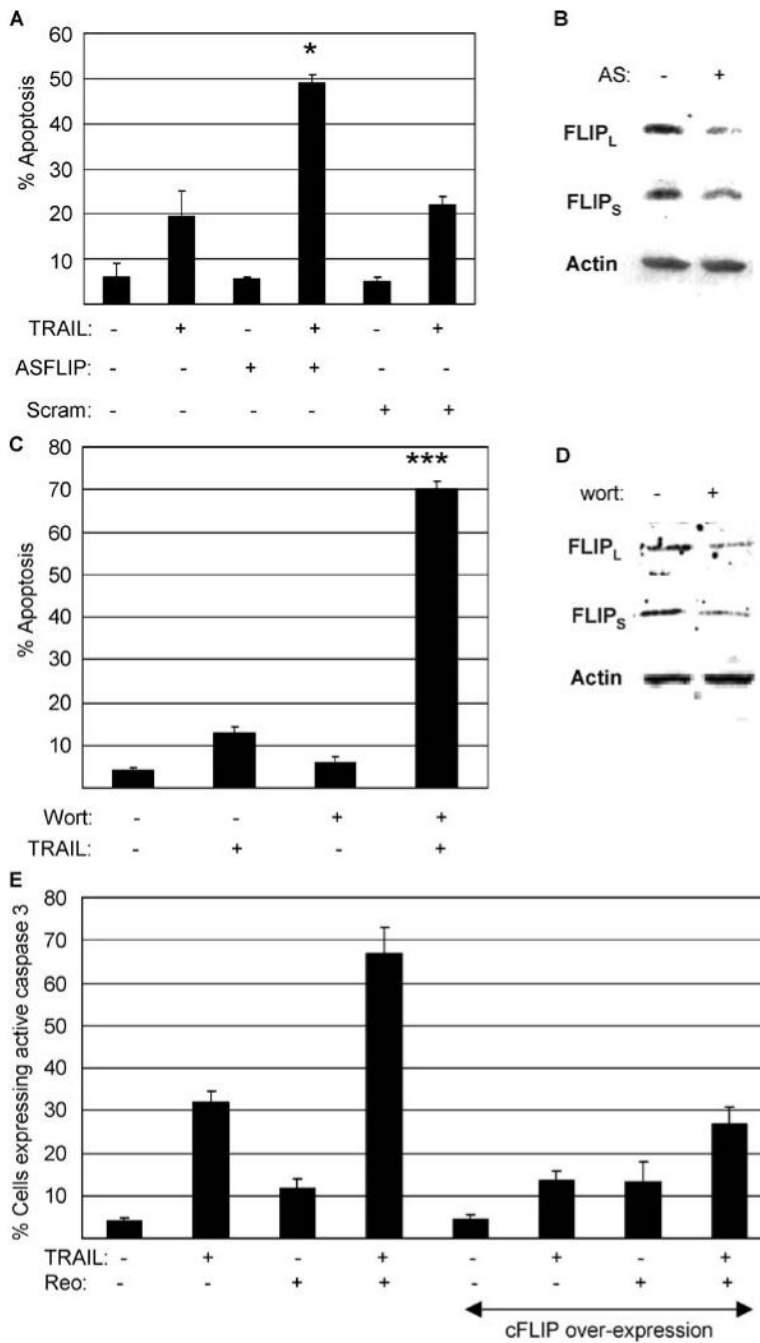 A
% Apoptosis
60
50
40
30
20
10
*
TRAIL: - + - + - +
ASFLIP: - - + + - -
Scram: - - - - + +
B
AS: - +
FLIPL
FLIPS
Actin
C
% Apoptosis
80
70
60
50
40
30
20
10
***
Wort: - - + +
TRAIL: - + - +
D
wort: - +
FLIPL
FLIPS
Actin
E
% Cells expressing active caspase 3
80
70
60
50
40
30
20
10
TRAIL: - + - + - + - +
Reo: - - + + - - + +
cFLIP over-expression